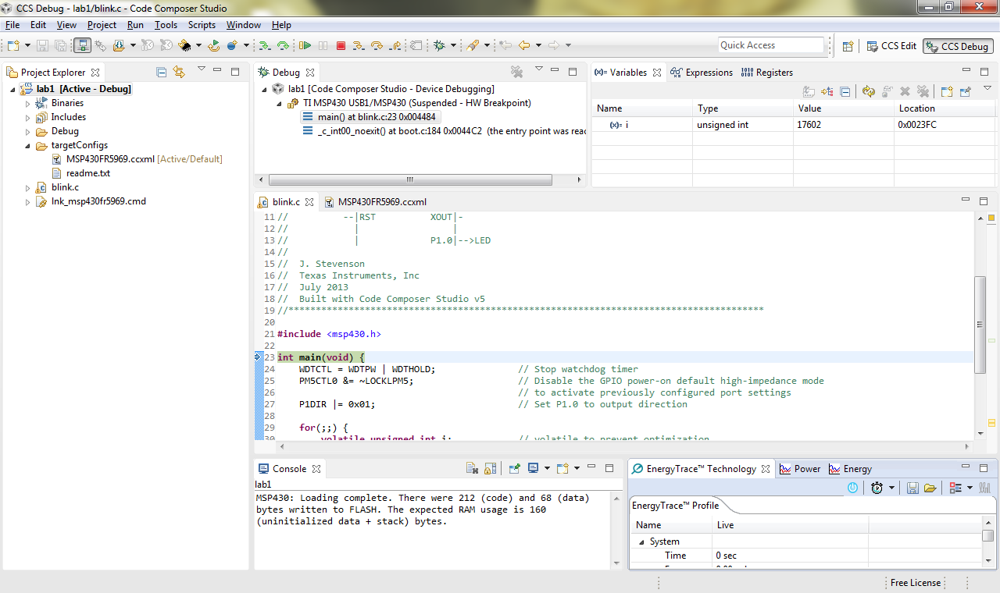 CCS Debug - lab1/blink.c - Code Composer Studio
File Edit View Project Run Tools Scripts Window Help
Quick Access
CCS Edit
CCS Debug
Project Explorer
lab1 [Active - Debug]
Binaries
Includes
Debug
targetConfigs
MSP430FR5969.ccxml [Active/Default]
readme.txt
blink.c
lnk_msp430fr5969.cmd
Debug
lab1 [Code Composer Studio - Device Debugging]
TI MSP430 USB1/MSP430 (Suspended - HW Breakpoint)
main() at blink.c:23 0x004484
_c_int00_noexit() at boot.c:184 0x0044C2 (the entry point was reac
(x)= Variables
Expressions
1010 0101 Registers
Name Type Value Location
(x)= i unsigned int 17602 0x0023FC
blink.c
MSP430FR5969.ccxml
11 // --|RST XOUT|-
12 // | |
13 // | P1.0|-->LED
14 //
15 // J. Stevenson
16 // Texas Instruments, Inc
17 // July 2013
18 // Built with Code Composer Studio v5
19 //***************************************************************************************
20
21 #include <msp430.h>
22
23 int main(void) {
24 WDTCTL = WDTPW | WDTHOLD; // Stop watchdog timer
25 PM5CTL0 &= ~LOCKLPM5; // Disable the GPIO power-on default high-impedance mode
26 // to activate previously configured port settings
27 P1DIR |= 0x01; // Set P1.0 to output direction
28
29 for(;;) {
30 volatile unsigned int i; // volatile to prevent optimization
Console
lab1
MSP430: Loading complete. There were 212 (code) and 68 (data)
bytes written to FLASH. The expected RAM usage is 160
(uninitialized data + stack) bytes.
EnergyTrace™ Technology
Power
Energy
EnergyTrace™ Profile
Name Live
System
Time 0 sec
Free License